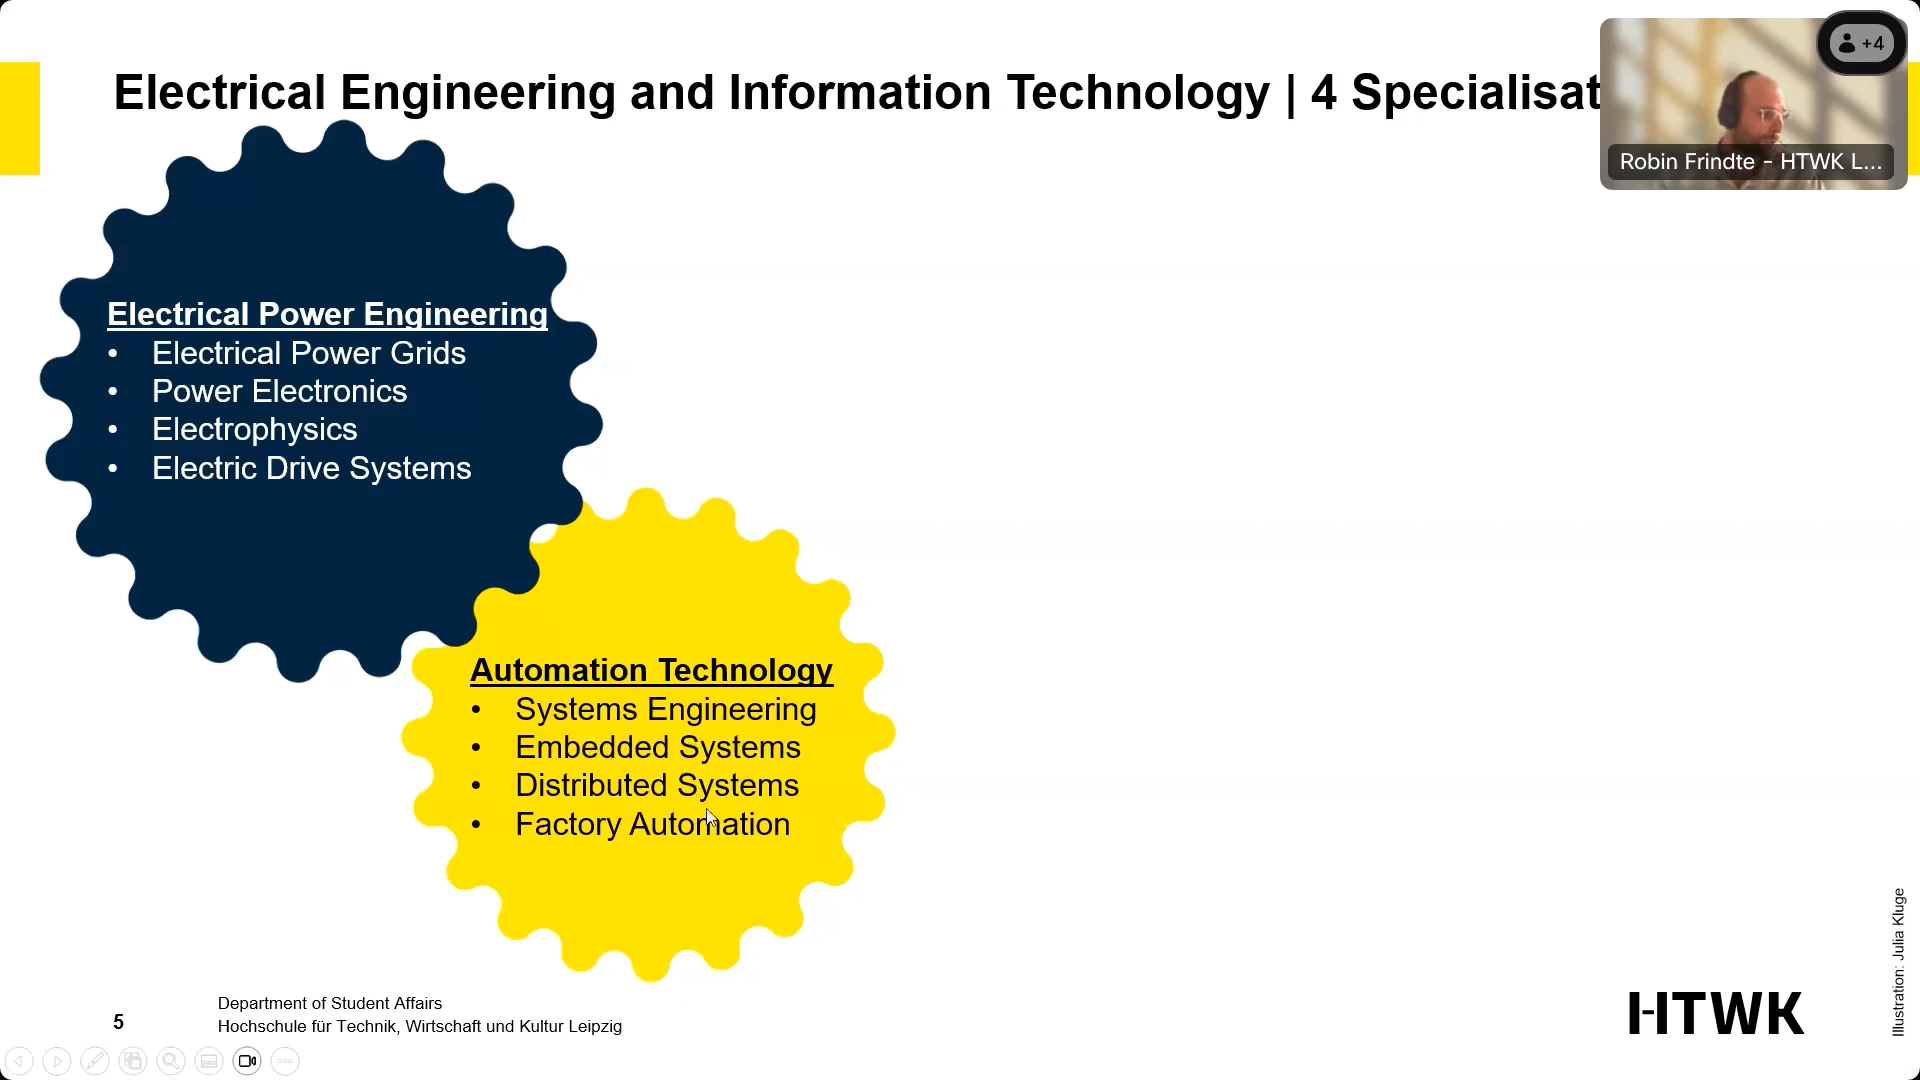 Electrical Engineering and Information Technology | 4 Specialisat
+4
Robin Frindte - HTWK L...
Electrical Power Engineering
• Electrical Power Grids
• Power Electronics
• Electrophysics
• Electric Drive Systems
Automation Technology
• Systems Engineering
• Embedded Systems
• Distributed Systems
• Factory Automation
Illustration: Julia Kluge
5
Department of Student Affairs
Hochschule für Technik, Wirtschaft und Kultur Leipzig
HTWK